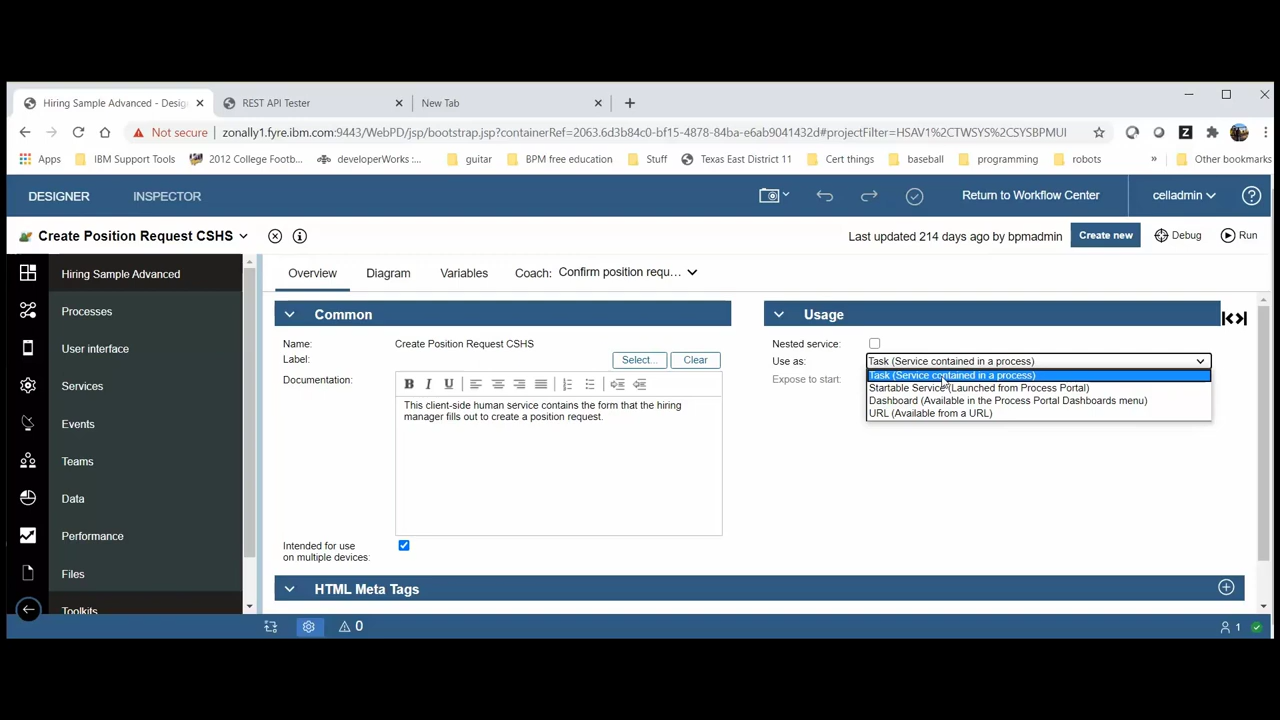 Hiring Sample Advanced - Desig
REST API Tester
New Tab
Not secure
zonally1.fyre.ibm.com:9443/WebPD/jsp/bootstrap.jsp?containerRef=2063.6d3b84c0-bf15-4878-84ba-e6ab9041432d#projectFilter=HSAV1%2CTWSYS%2CSYSBPMUI
Apps
IBM Support Tools
2012 College Footb...
developerWorks :...
guitar
BPM free education
Stuff
Texas East District 11
Cert things
baseball
programming
robots
»
Other bookmarks
DESIGNER
INSPECTOR
Return to Workflow Center
celladmin
Create Position Request CSHS
Last updated 214 days ago by bpmadmin
Create new
Debug
Run
Hiring Sample Advanced
Processes
User interface
Services
Events
Teams
Data
Performance
Files
Toolkits
Overview
Diagram
Variables
Coach:
Confirm position requ...
Common
Name:
Create Position Request CSHS
Label:
Select...
Clear
Documentation:
B I U
This client-side human service contains the form that the hiring
manager fills out to create a position request.
Intended for use
on multiple devices:
Usage
Nested service:
Use as:
Task (Service contained in a process)
Task (Service contained in a process)
Startable Service (Launched from Process Portal)
Dashboard (Available in the Process Portal Dashboards menu)
URL (Available from a URL)
Expose to start:
HTML Meta Tags
0
1